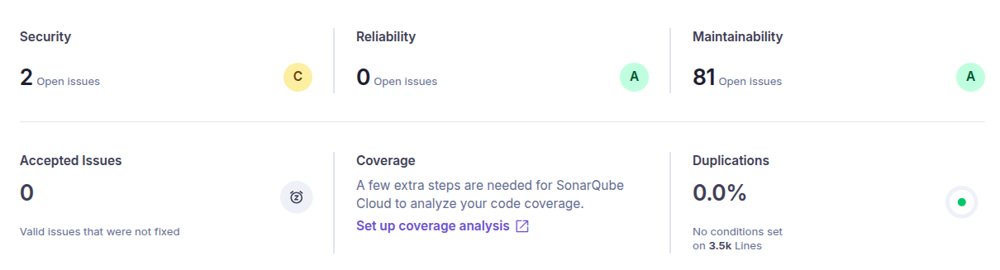 Security
2 Open issues
C
Reliability
0 Open issues
A
Maintainability
81 Open issues
A
Accepted Issues
0
Valid issues that were not fixed
Coverage
A few extra steps are needed for SonarQube
Cloud to analyze your code coverage.
Set up coverage analysis
Duplications
0.0%
No conditions set
on 3.5k Lines